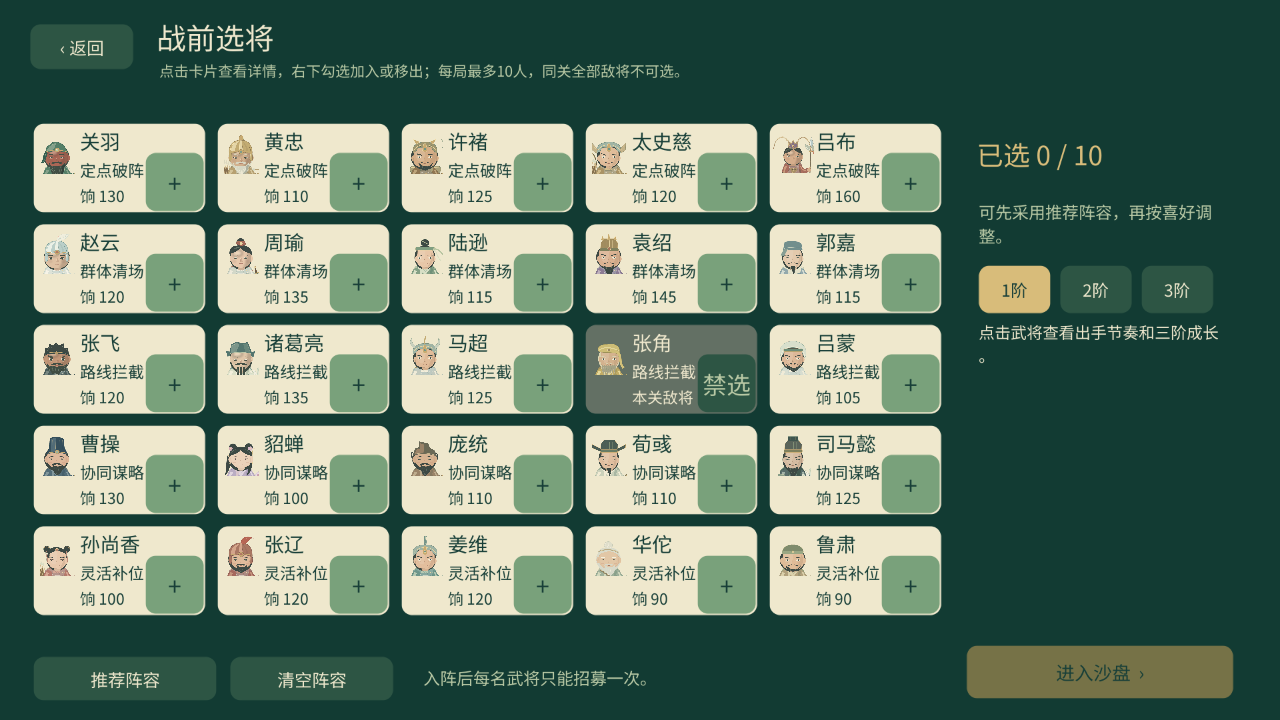 ‹ 返回
战前选将
点击卡片查看详情，右下勾选加入或移出；每局最多10人，同关全部敌将不可选。
关羽
定点破阵
饷 130
+
黄忠
定点破阵
饷 110
+
许褚
定点破阵
饷 125
+
太史慈
定点破阵
饷 120
+
吕布
定点破阵
饷 160
+
赵云
群体清场
饷 120
+
周瑜
群体清场
饷 135
+
陆逊
群体清场
饷 115
+
袁绍
群体清场
饷 145
+
郭嘉
群体清场
饷 115
+
张飞
路线拦截
饷 120
+
诸葛亮
路线拦截
饷 135
+
马超
路线拦截
饷 125
+
张角
路线拦截
本关敌将
禁选
吕蒙
路线拦截
饷 105
+
曹操
协同谋略
饷 130
+
貂蝉
协同谋略
饷 100
+
庞统
协同谋略
饷 110
+
荀彧
协同谋略
饷 110
+
司马懿
协同谋略
饷 125
+
孙尚香
灵活补位
饷 100
+
张辽
灵活补位
饷 120
+
姜维
灵活补位
饷 120
+
华佗
灵活补位
饷 90
+
鲁肃
灵活补位
饷 90
+
已选 0 / 10
可先采用推荐阵容，再按喜好调
整。
1阶
2阶
3阶
点击武将查看出手节奏和三阶成长
。
推荐阵容
清空阵容
入阵后每名武将只能招募一次。
进入沙盘 ›